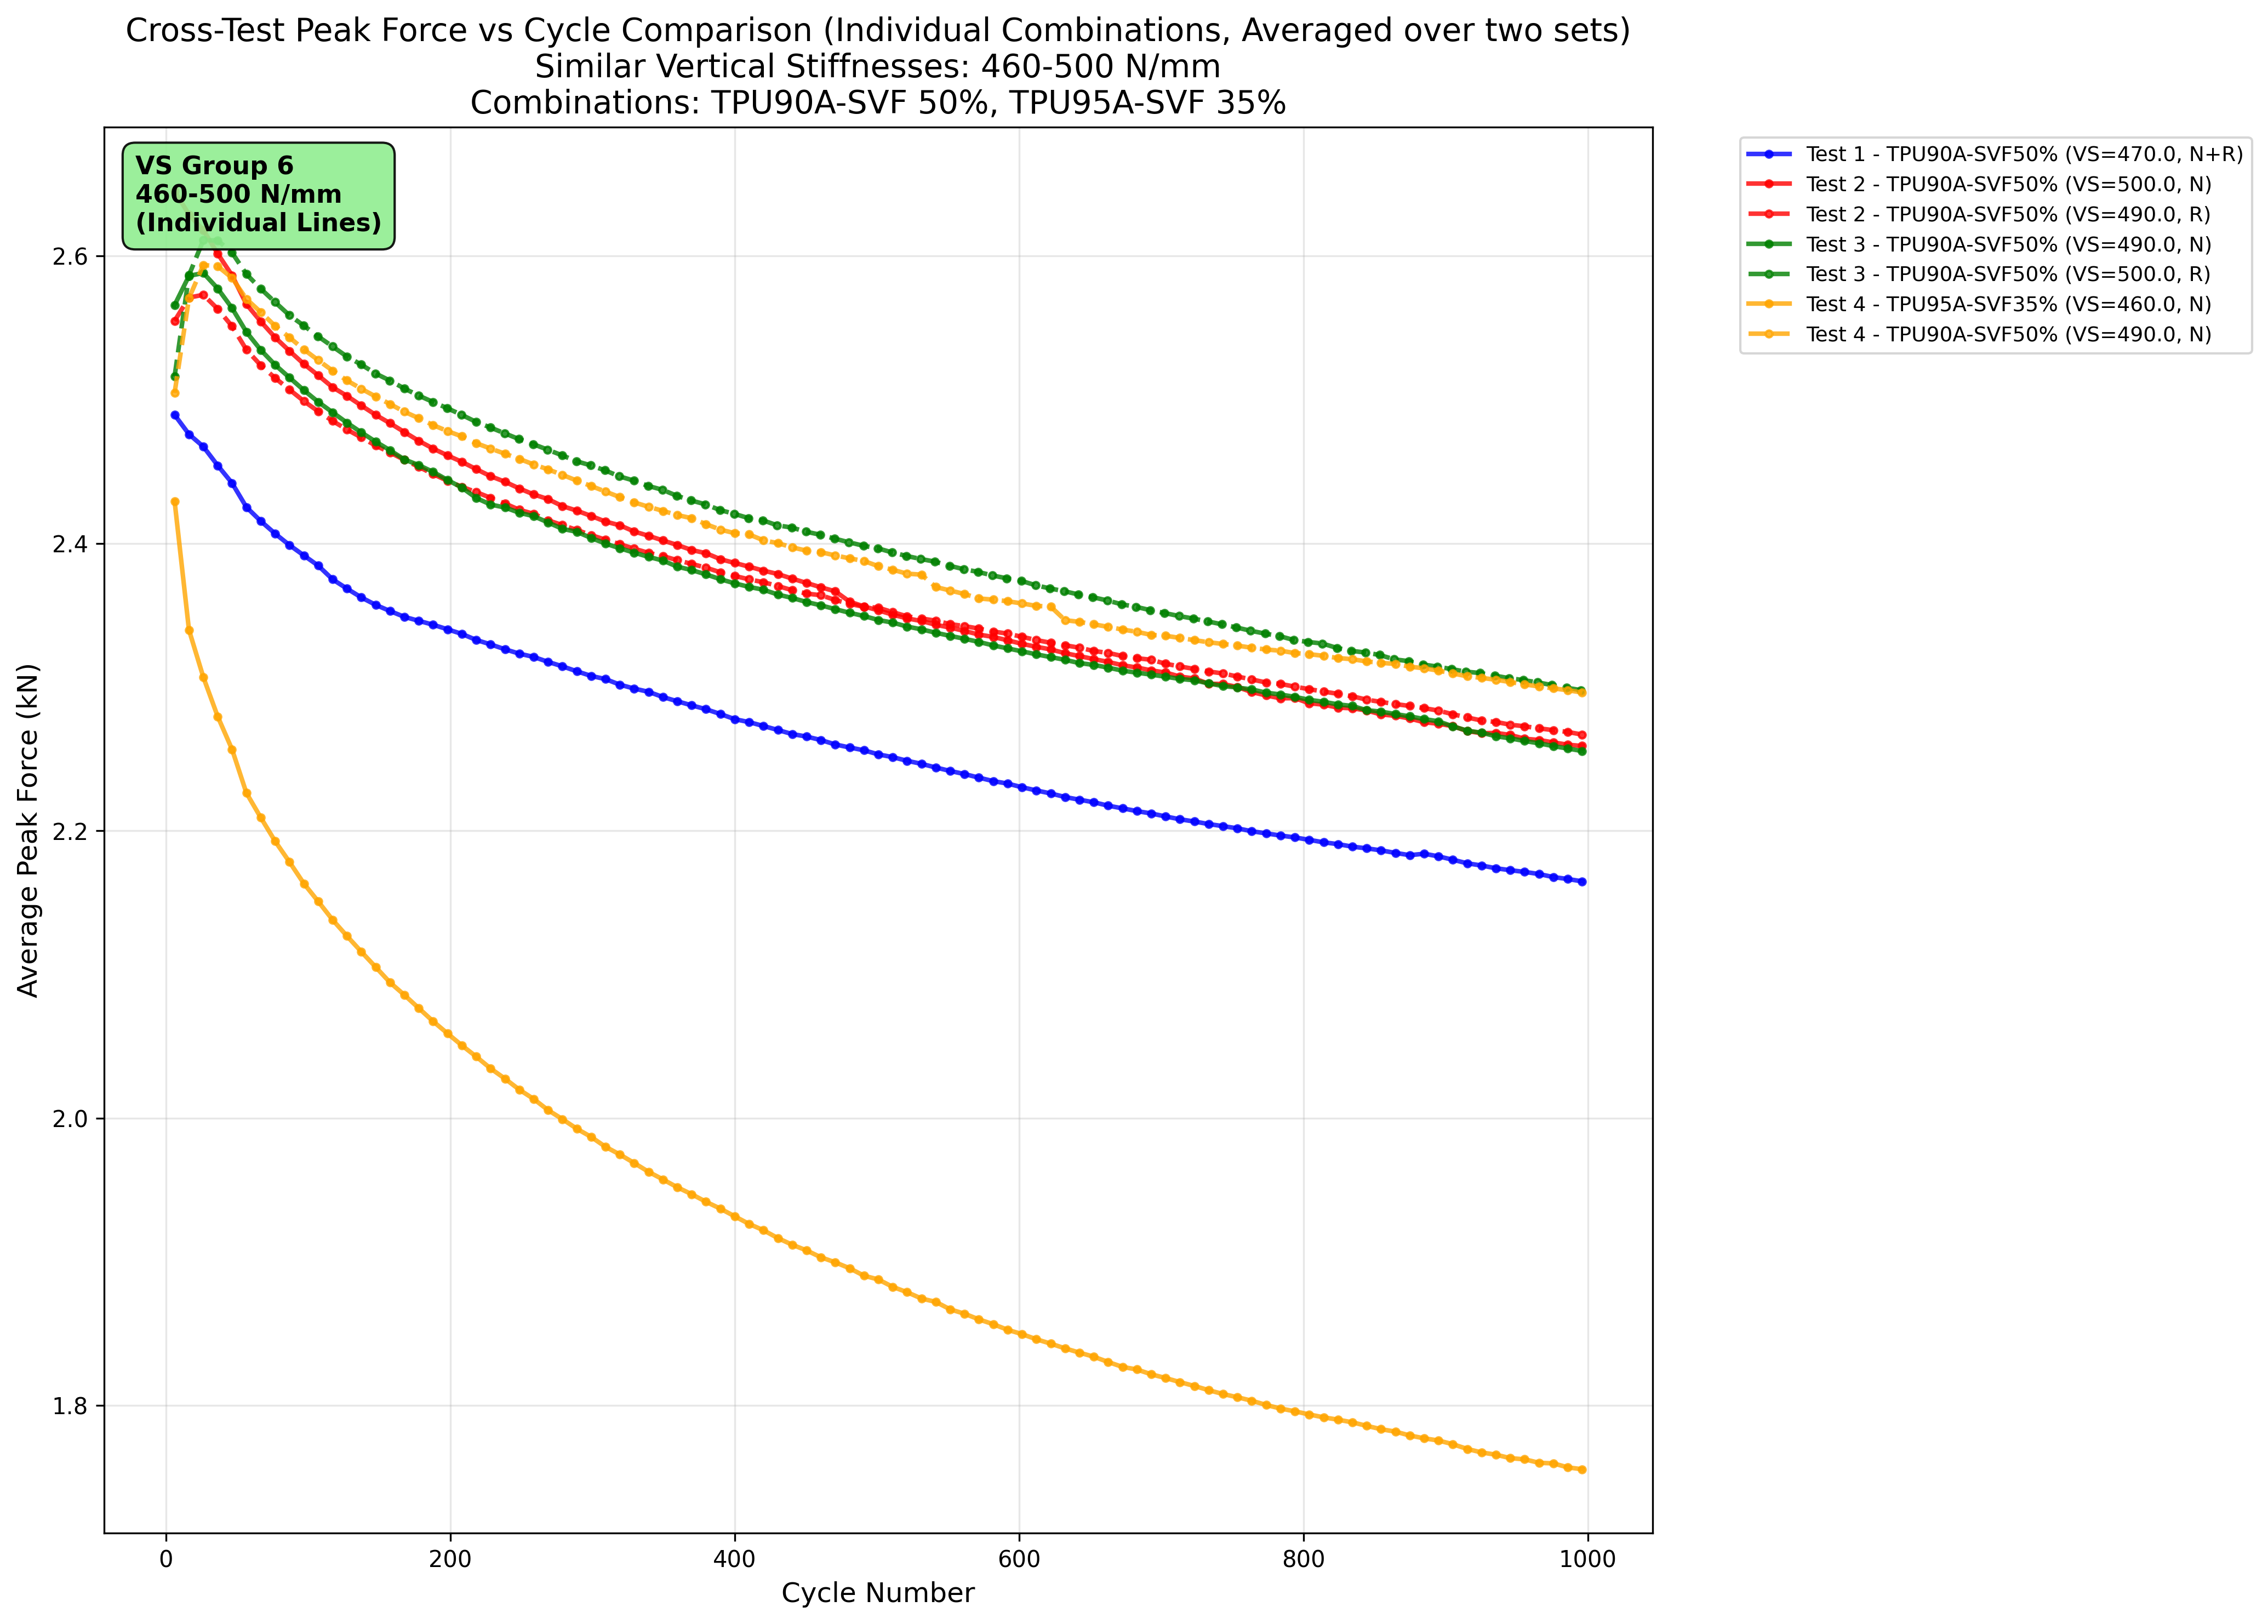 Cross-Test Peak Force vs Cycle Comparison (Individual Combinations, Averaged over two sets)
Similar Vertical Stiffnesses: 460-500 N/mm
Combinations: TPU90A-SVF 50%, TPU95A-SVF 35%
VS Group 6
460-500 N/mm
(Individual Lines)
Test 1 - TPU90A-SVF50% (VS=470.0, N+R)
Test 2 - TPU90A-SVF50% (VS=500.0, N)
Test 2 - TPU90A-SVF50% (VS=490.0, R)
Test 3 - TPU90A-SVF50% (VS=490.0, N)
Test 3 - TPU90A-SVF50% (VS=500.0, R)
Test 4 - TPU95A-SVF35% (VS=460.0, N)
Test 4 - TPU90A-SVF50% (VS=490.0, N)
Average Peak Force (kN)
2.6
2.4
2.2
2.0
1.8
0
200
400
600
800
1000
Cycle Number